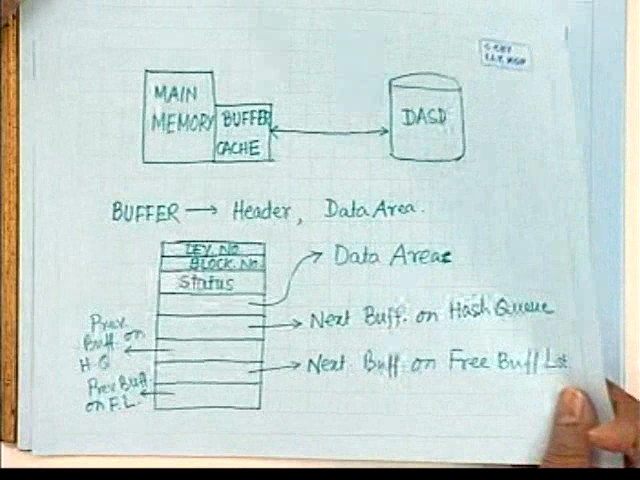 MAIN
MEMORY
BUFFER
CACHE
DASD
BUFFER → Header, Data Area.
DEV. NO.
BLOCK. NO.
Status
Data Area
Next Buff. on Hash Queue
Prev. Buff on H.Q
Next Buff. on Free Buff List
Prev Buff on F.L.